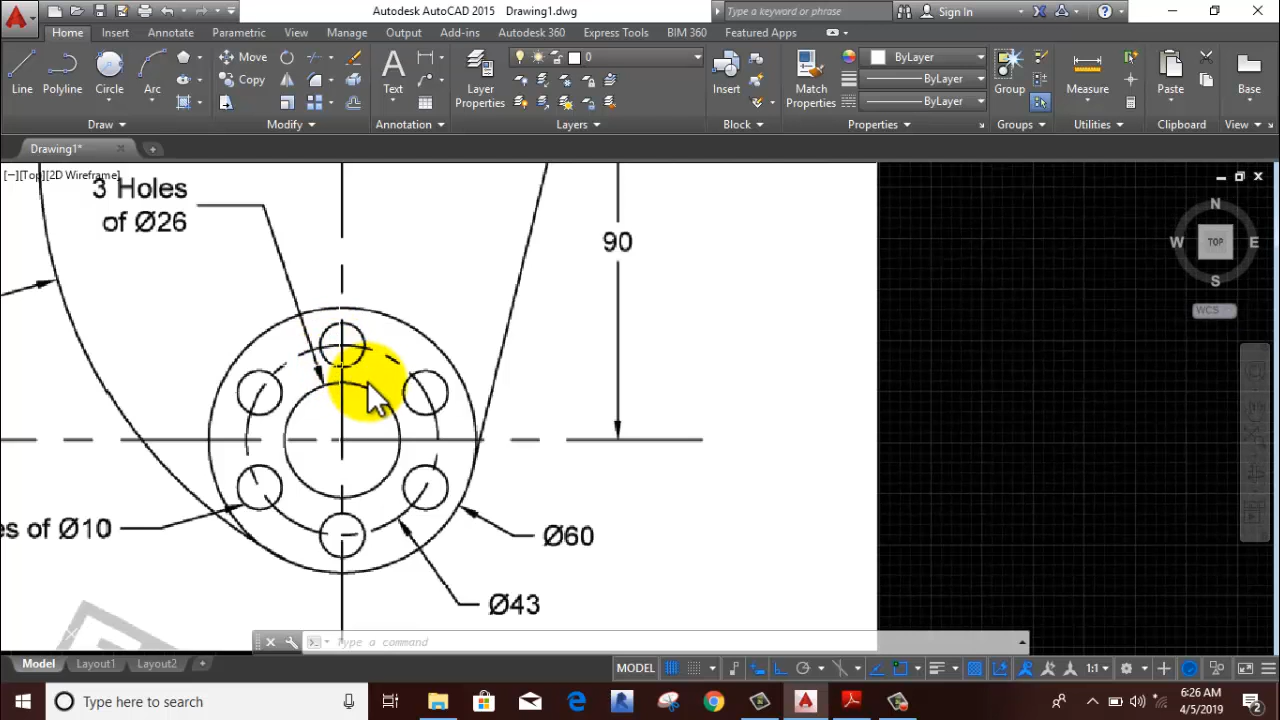 Autodesk AutoCAD 2015 Drawing1.dwg
Type a keyword or phrase
Sign In
Home Insert Annotate Parametric View Manage Output Add-ins Autodesk 360 Express Tools BIM 360 Featured Apps
Line Polyline Circle Arc
Move
Copy
Text
Layer Properties
0
Insert
Match Properties
ByLayer
ByLayer
ByLayer
Group
Measure
Paste
Base
Draw Modify Annotation Layers Block Properties Groups Utilities Clipboard View
Drawing1*
[−][Top][2D Wireframe]
3 Holes
of Ø26
90
es of Ø10
Ø60
Ø43
N
W TOP E
S
WCS
Type a command
Model Layout1 Layout2
MODEL
1:1
Type here to search
6:26 AM
4/5/2019
2